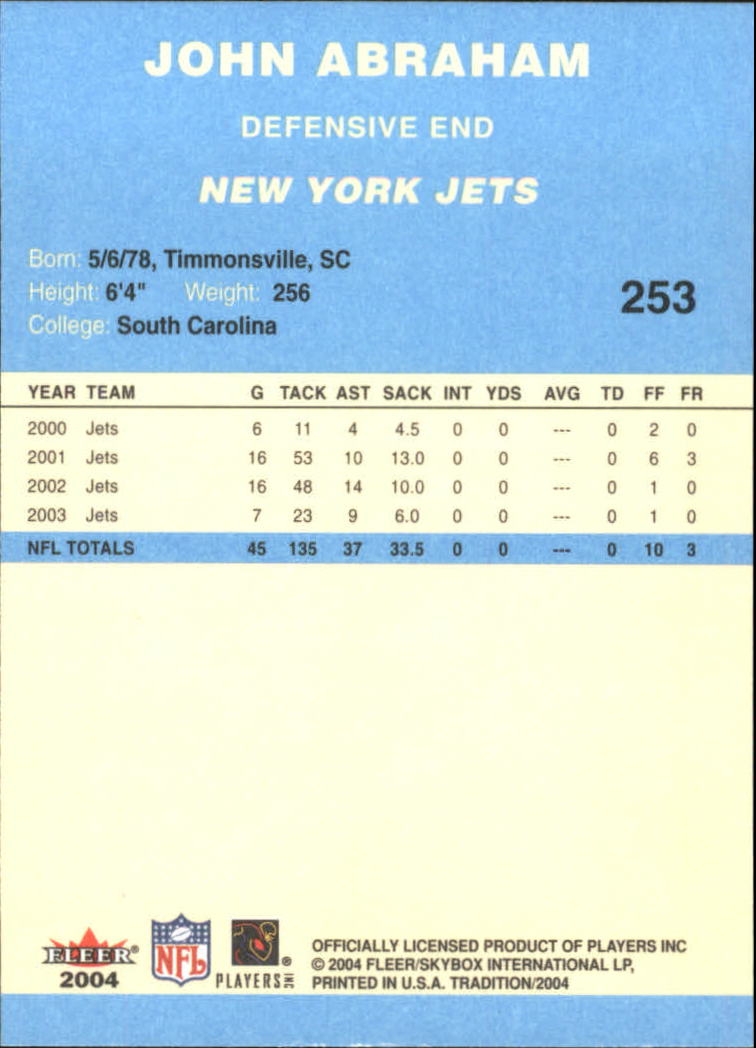 JOHN ABRAHAM
DEFENSIVE END
NEW YORK JETS
Born: 5/6/78, Timmonsville, SC
Height: 6'4" Weight: 256
253
College: South Carolina
YEAR TEAM G TACK AST SACK INT YDS AVG TD FF FR
2000 Jets 6 11 4 4.5 0 0 --- 0 2 0
2001 Jets 16 53 10 13.0 0 0 --- 0 6 3
2002 Jets 16 48 14 10.0 0 0 --- 0 1 0
2003 Jets 7 23 9 6.0 0 0 --- 0 1 0
NFL TOTALS 45 135 37 33.5 0 0 --- 0 10 3
FLEER®
2004
NFL
®
PLAYERS INC
OFFICIALLY LICENSED PRODUCT OF PLAYERS INC
© 2004 FLEER/SKYBOX INTERNATIONAL LP,
PRINTED IN U.S.A. TRADITION/2004